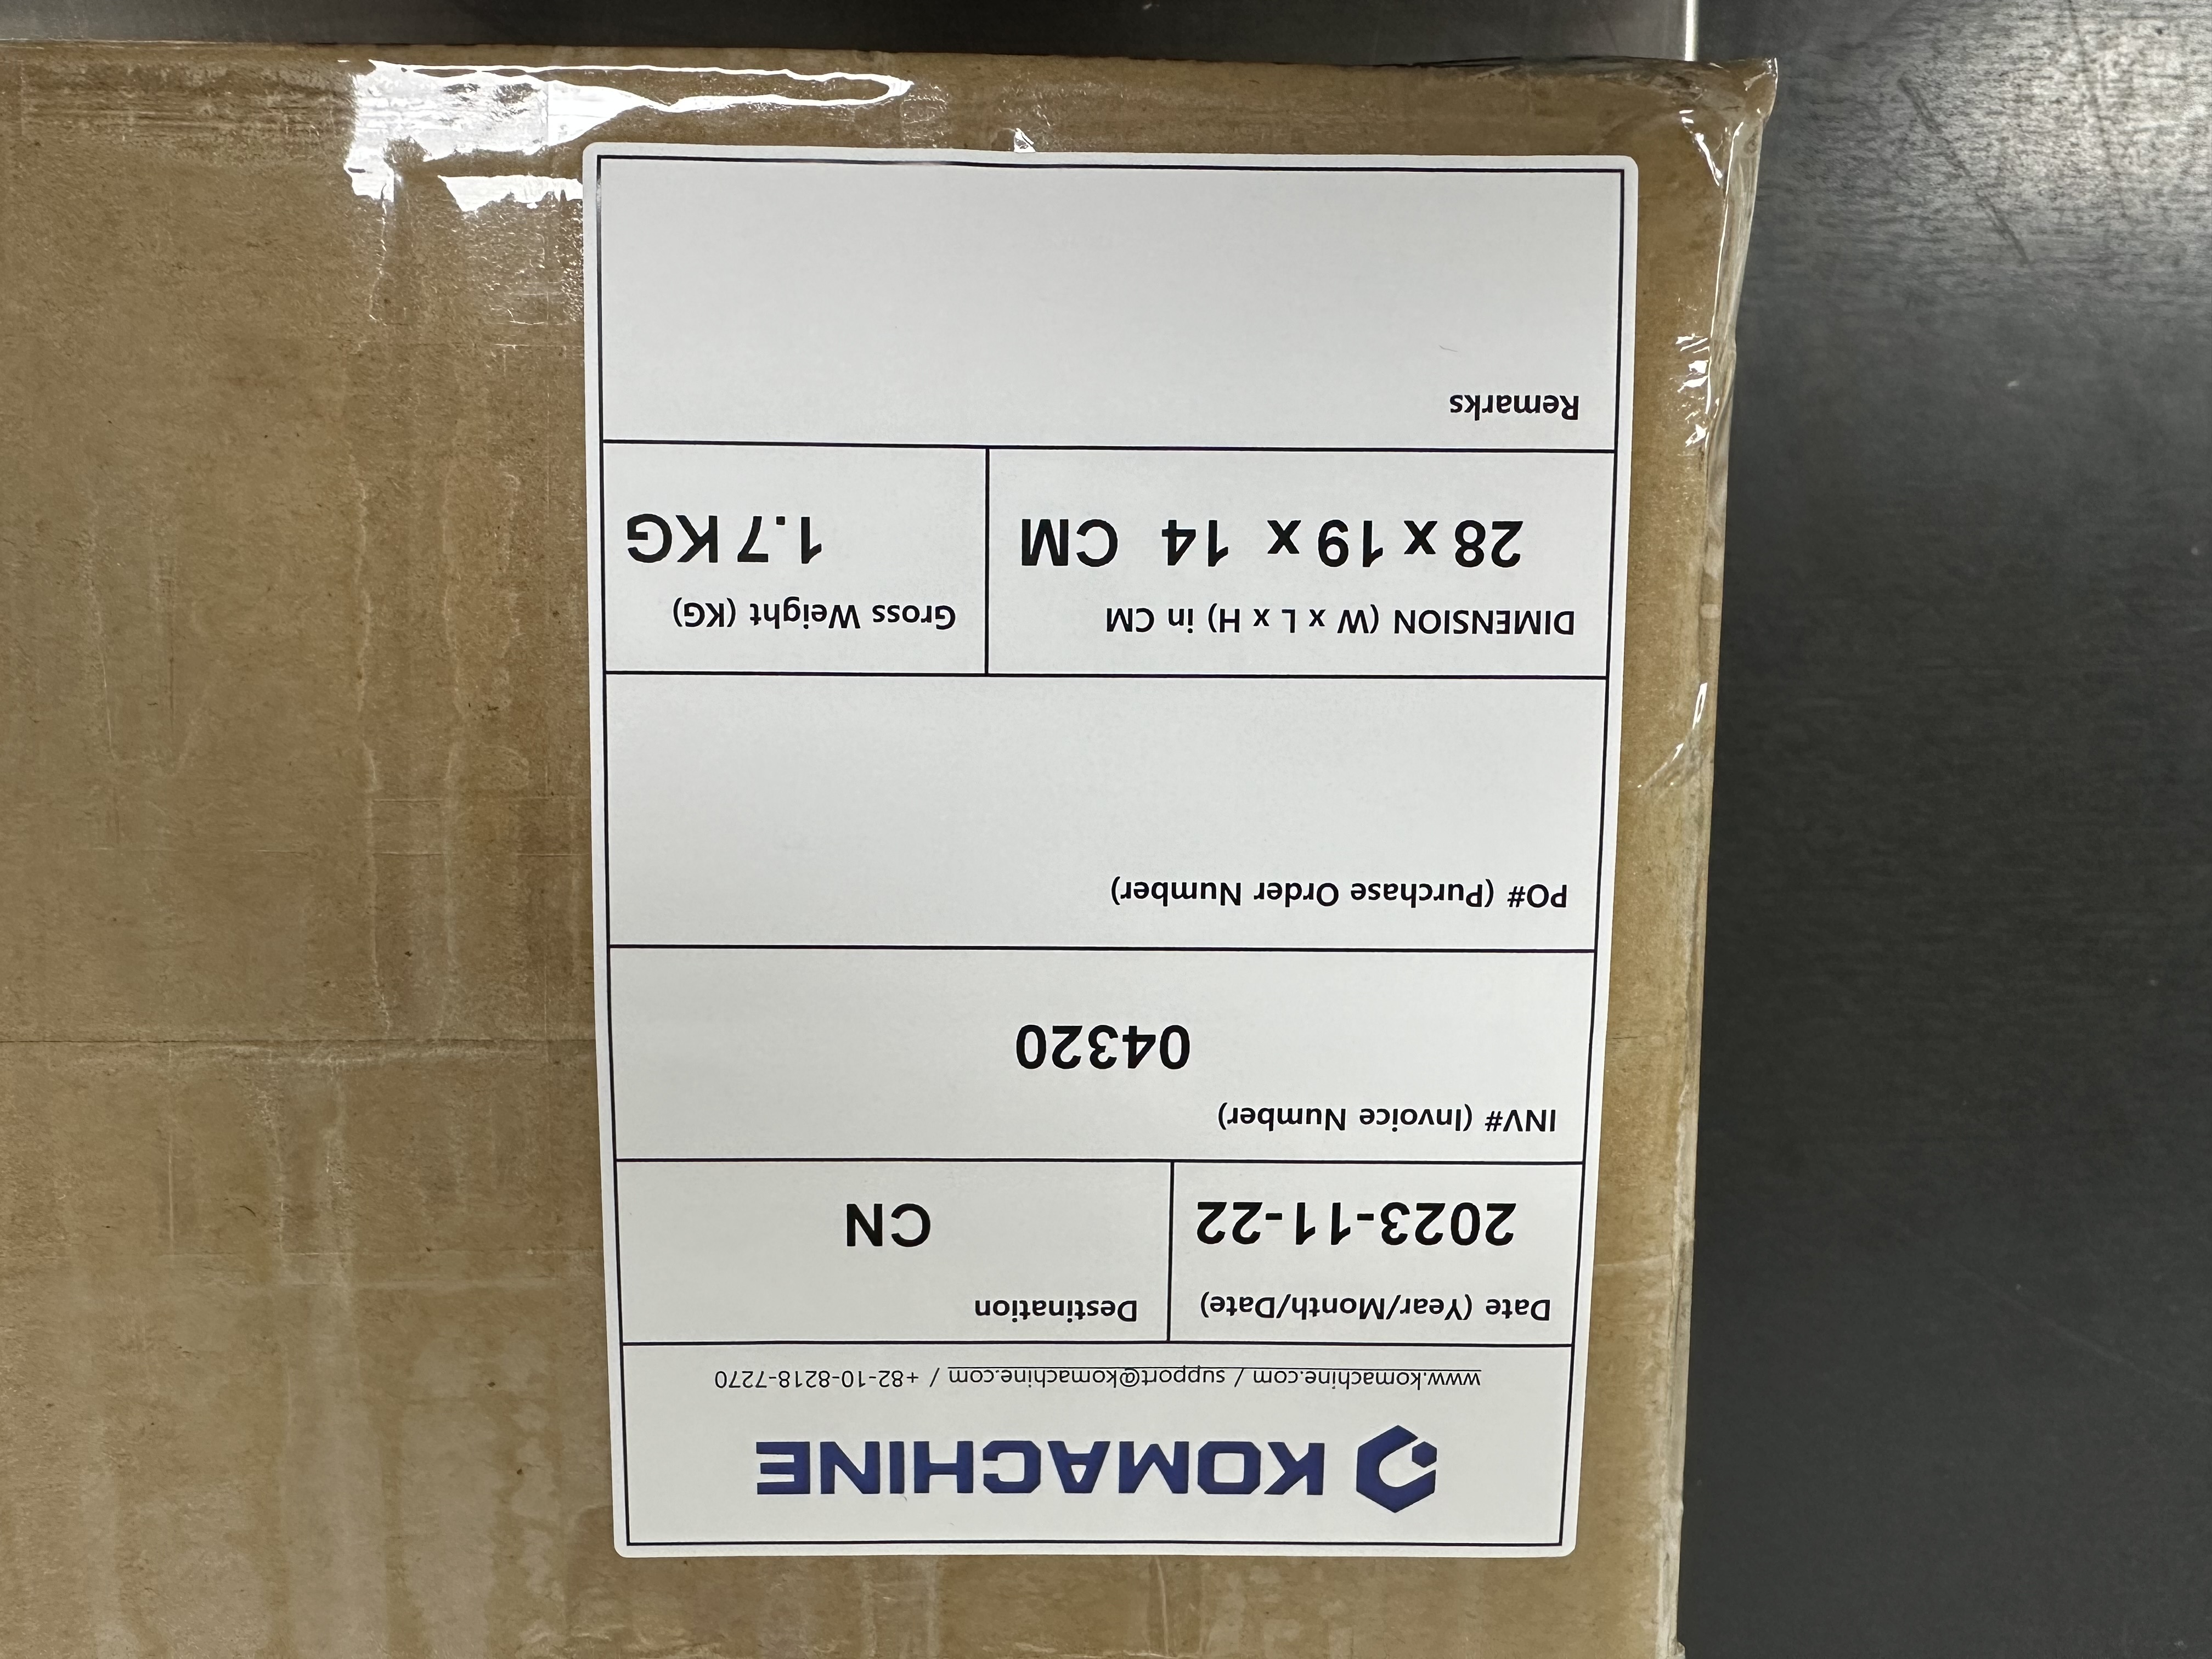 KOMACHINE
www.komachine.com / support@komachine.com / +82-10-8218-7270
Date (Year/Month/Date)
2023-11-22
Destination
CN
INV# (Invoice Number)
04320
PO# (Purchase Order Number)
DIMENSION (W x L x H) in CM
28 x 19 x 14 CM
Gross Weight (KG)
1.7 KG
Remarks